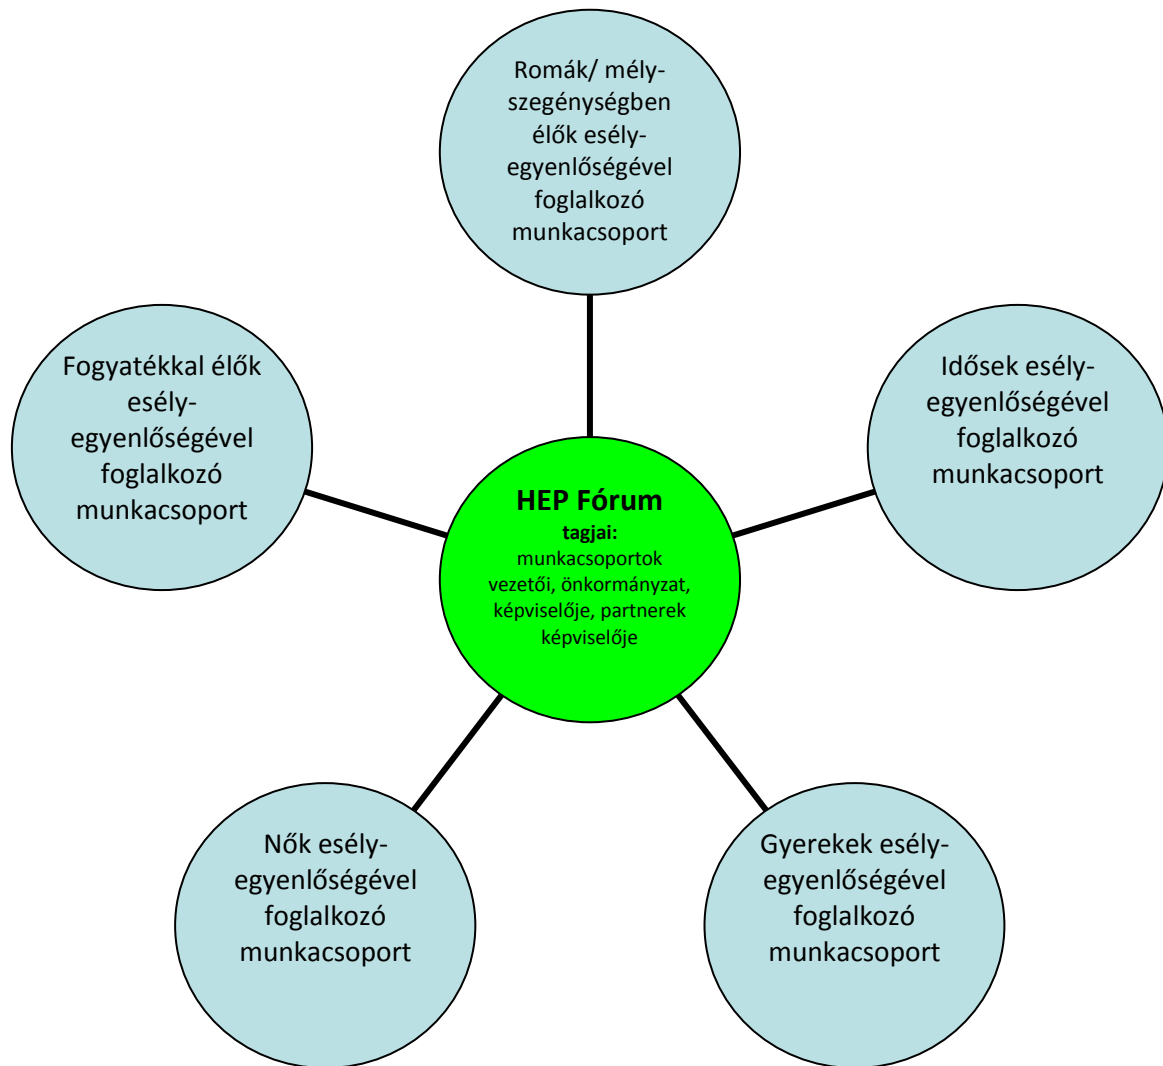 Romák/ mély-
szegénységben
élők esély-
egyenlőségével
foglalkozó
munkacsoport
Fogyatékkal élők
esély-
egyenlőségével
foglalkozó
munkacsoport
Idősek esély-
egyenlőségével
foglalkozó
munkacsoport
HEP Fórum
tagjai:
munkacsoportok
vezetői, önkormányzat,
képviselője, partnerek
képviselője
Nők esély-
egyenlőségével
foglalkozó
munkacsoport
Gyerekek esély-
egyenlőségével
foglalkozó
munkacsoport